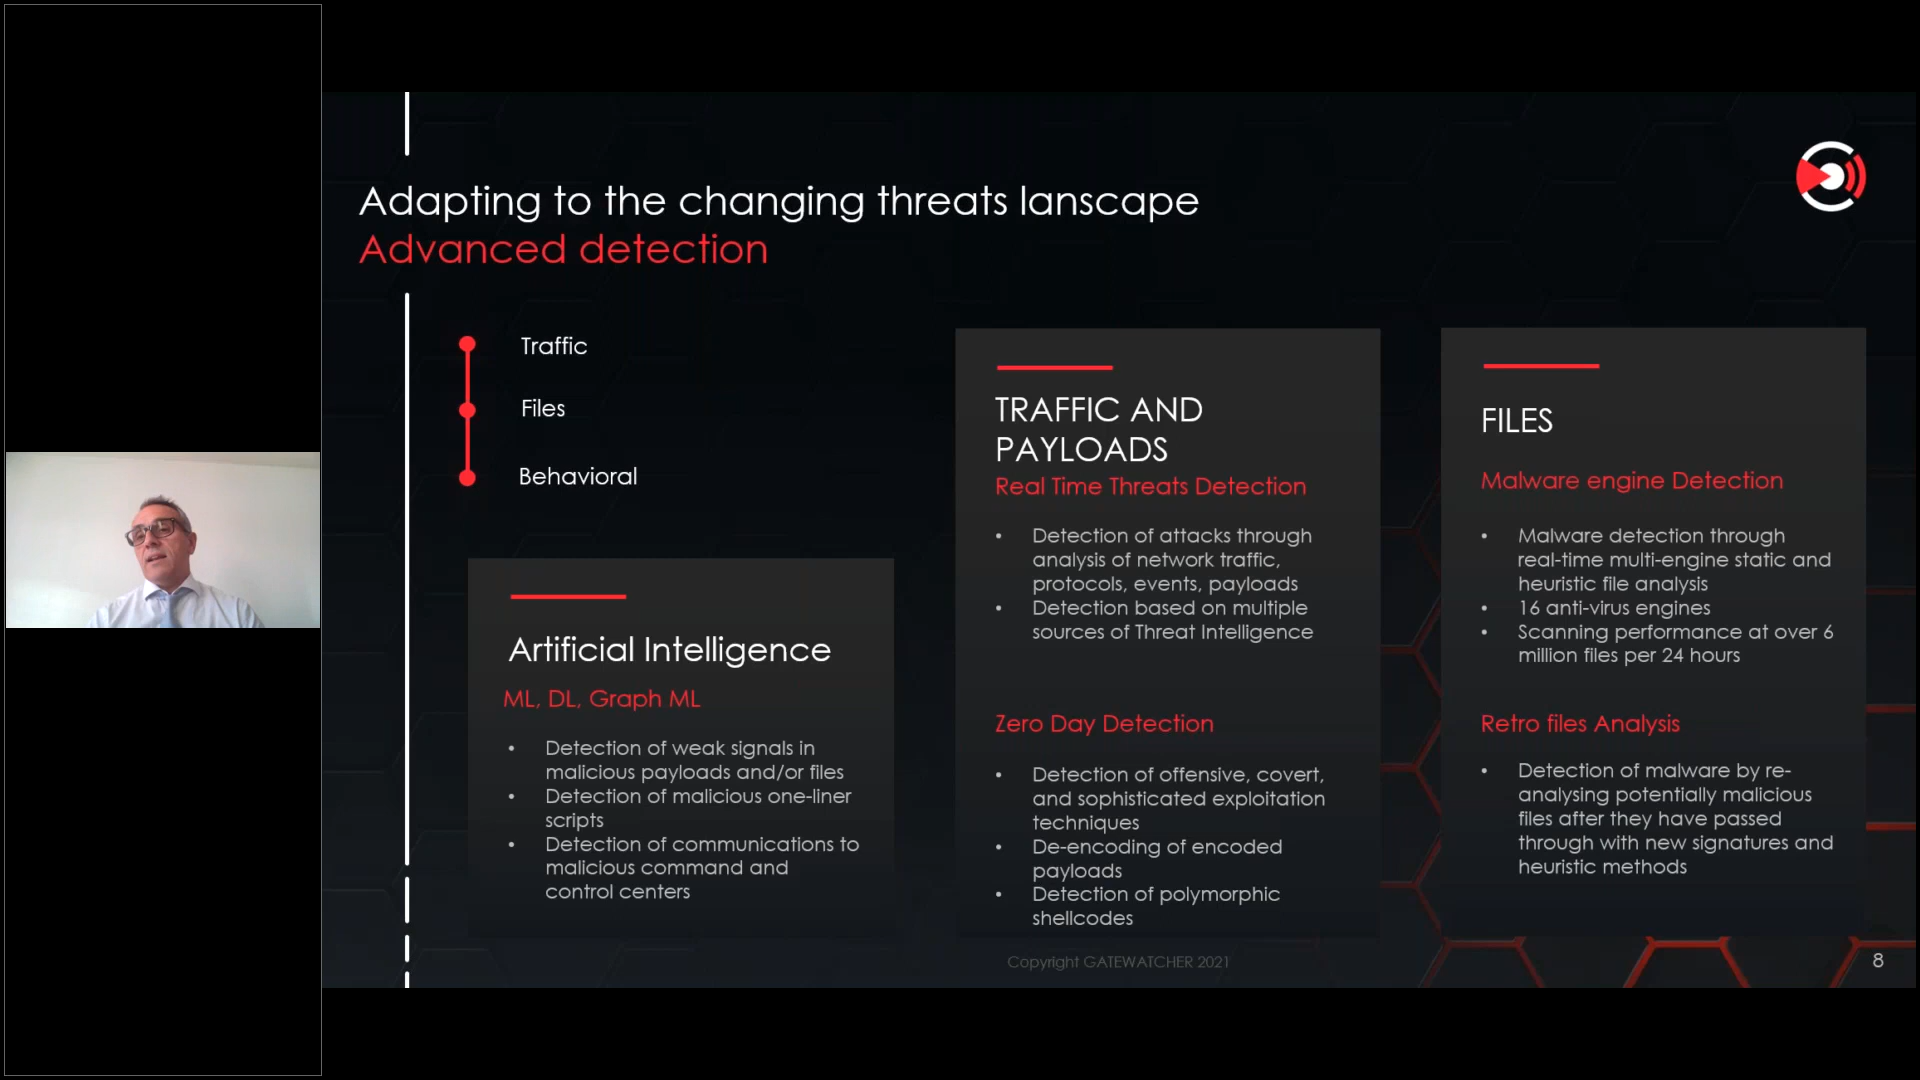 Adapting to the changing threats lanscape
Advanced detection
Traffic
Files
Behavioral
Artificial Intelligence
ML, DL, Graph ML
• Detection of weak signals in
malicious payloads and/or files
• Detection of malicious one-liner
scripts
• Detection of communications to
malicious command and
control centers
TRAFFIC AND
PAYLOADS
Real Time Threats Detection
• Detection of attacks through
analysis of network traffic,
protocols, events, payloads
• Detection based on multiple
sources of Threat Intelligence
Zero Day Detection
• Detection of offensive, covert,
and sophisticated exploitation
techniques
• De-encoding of encoded
payloads
• Detection of polymorphic
shellcodes
FILES
Malware engine Detection
• Malware detection through
real-time multi-engine static and
heuristic file analysis
• 16 anti-virus engines
• Scanning performance at over 6
million files per 24 hours
Retro files Analysis
• Detection of malware by re-
analysing potentially malicious
files after they have passed
through with new signatures and
heuristic methods
Copyright GATEWATCHER 2021
8